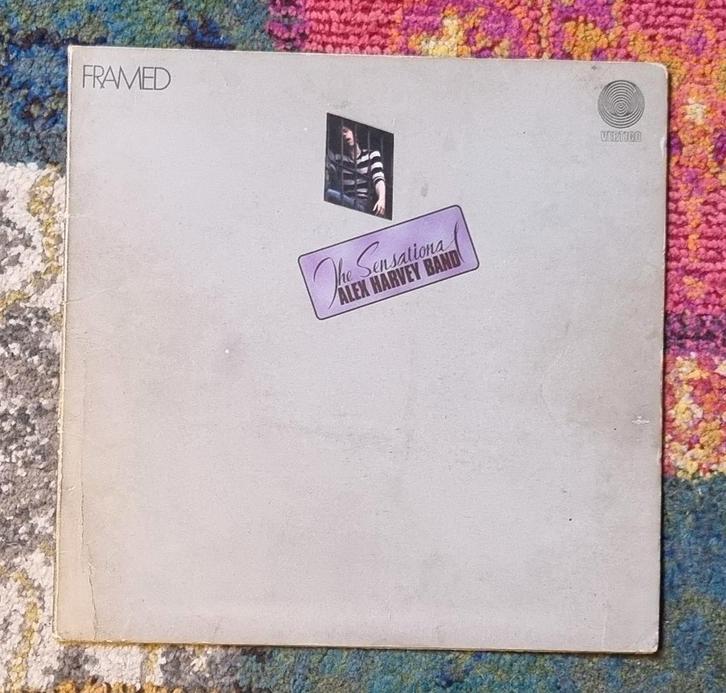 FRAMED
VERTIGO
The Sensational
ALEX HARVEY BAND